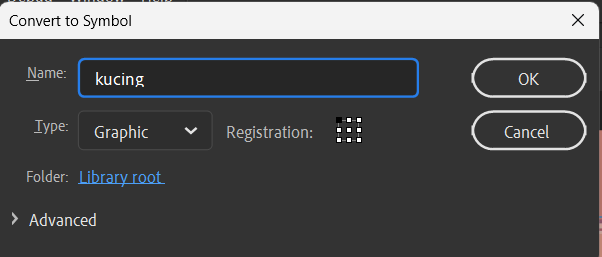 Convert to Symbol
Name: kucing OK
Type: Graphic Registration: Cancel
Folder: Library root
Advanced